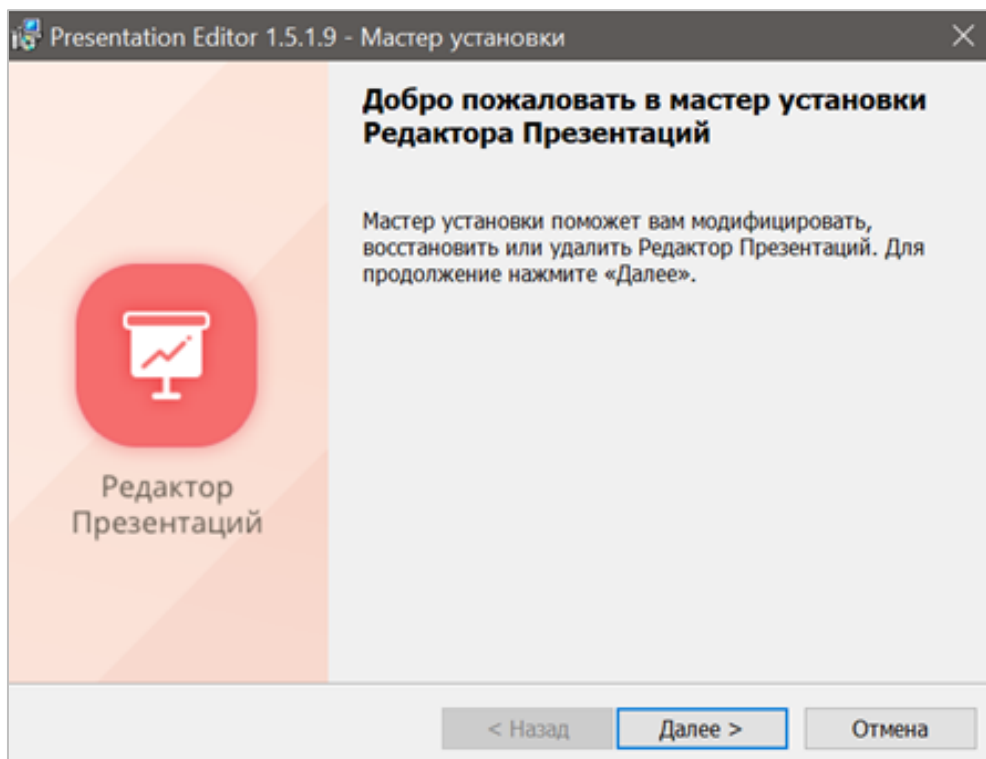 Presentation Editor 1.5.1.9 - Мастер установки
Добро пожаловать в мастер установки
Редактора Презентаций
Мастер установки поможет вам модифицировать,
восстановить или удалить Редактор Презентаций. Для
продолжение нажмите «Далее».
Редактор
Презентаций
< Назад
Далее >
Отмена